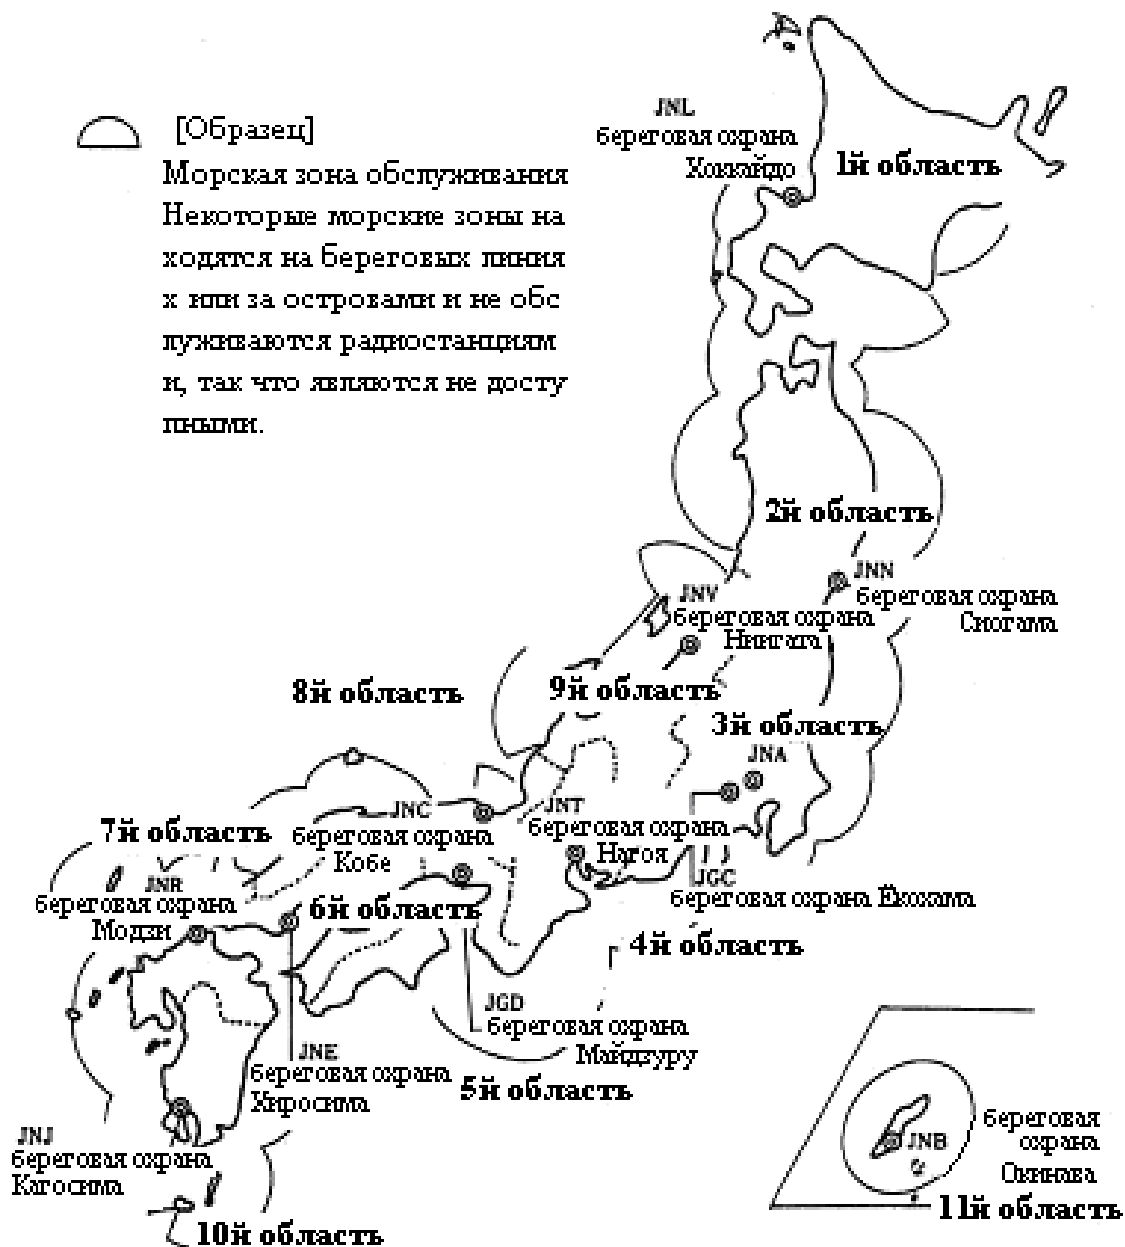 [Образец]
Морская зона обслуживания
Некоторые морские зоны на
ходятся на береговых линия
х или за островами и не обс
луживаются радиостанциям
и, так что являются не досту
пными.
JNL
береговая охрана
Хоккайдо
1й область
2й область
JNN
береговая охрана
Сиогама
JNV
береговая охрана
Ниигата
8й область
9й область
3й область
JNA
JNC
береговая охрана
Кобе
JNT
береговая охрана
Нагоя
7й область
JNR
береговая охрана
Модзи
JGC
береговая охрана Ёкохама
6й область
4й область
JGD
береговая охрана
Майдзуру
JNE
береговая охрана
Хиросима
5й область
JNJ
береговая охрана
Кагосима
10й область
JNB
береговая
охрана
Окинава
11й область